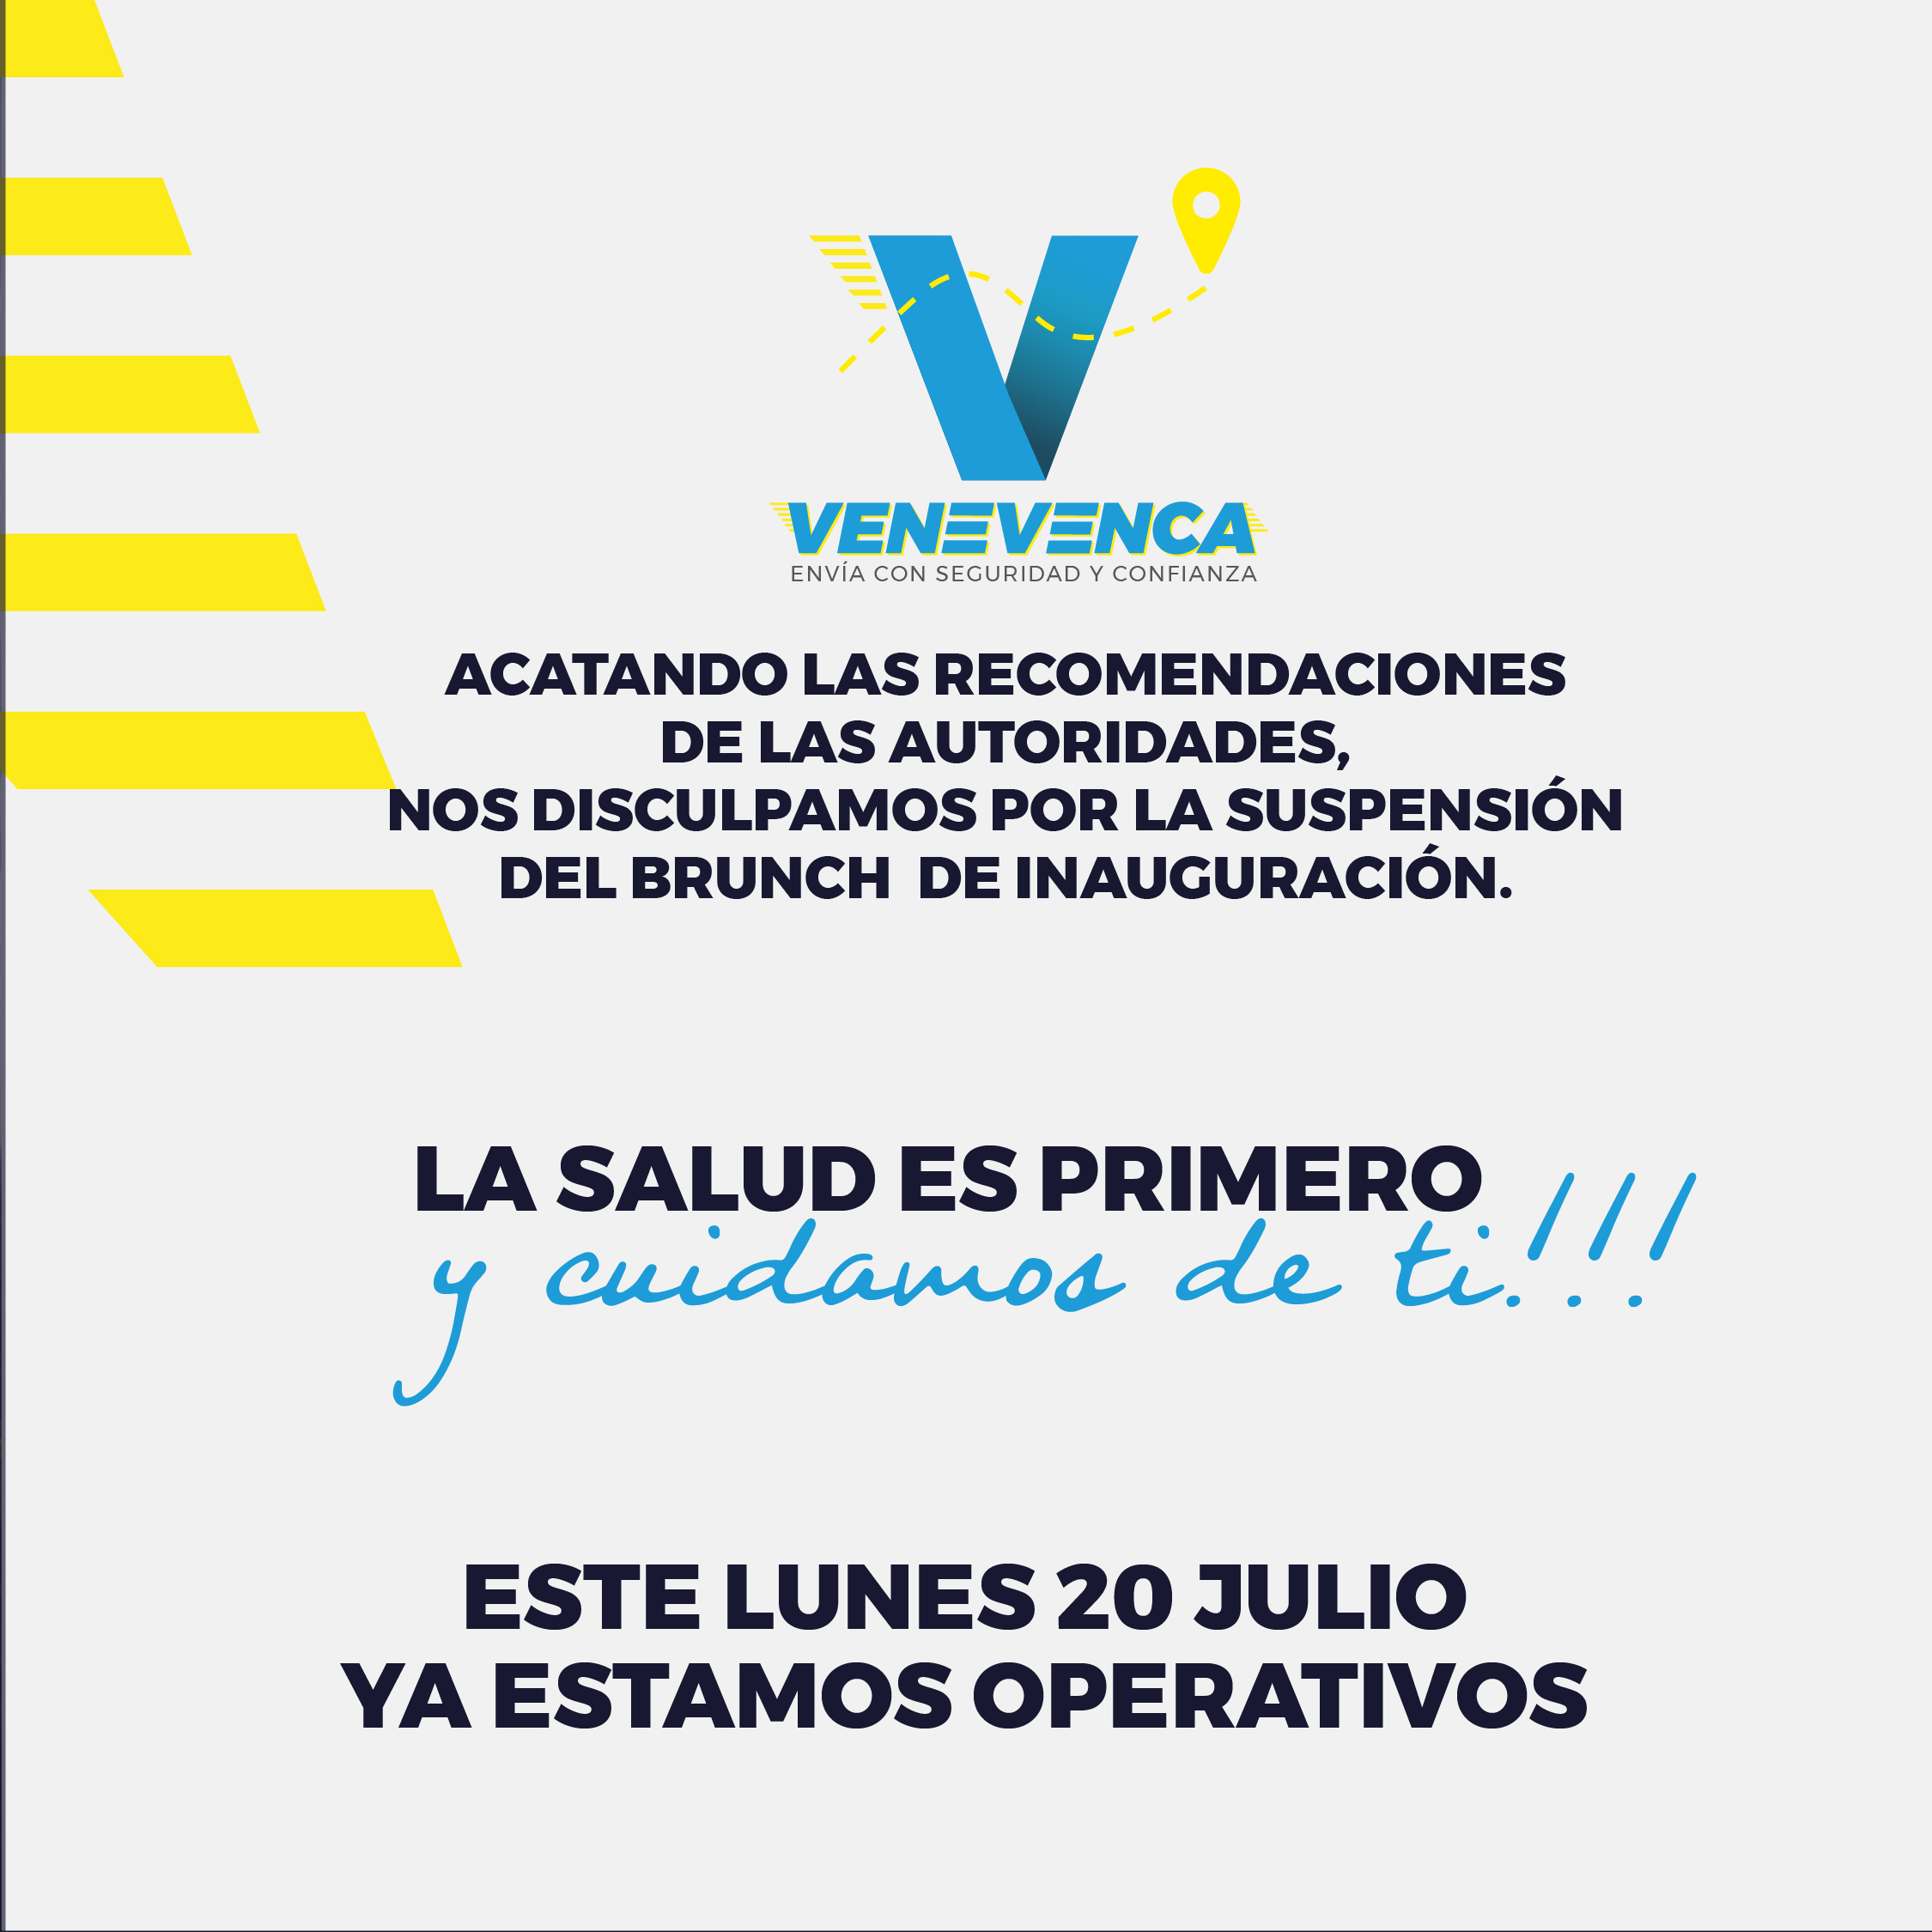 V
VENEVENCA
ENVÍA CON SEGURIDAD Y CONFIANZA
ACATANDO LAS RECOMENDACIONES
DE LAS AUTORIDADES,
NOS DISCULPAMOS POR LA SUSPENSIÓN
DEL BRUNCH  DE INAUGURACIÓN.
LA SALUD ES PRIMERO
y cuidamos de ti!!!
ESTE LUNES 20 JULIO
YA ESTAMOS OPERATIVOS